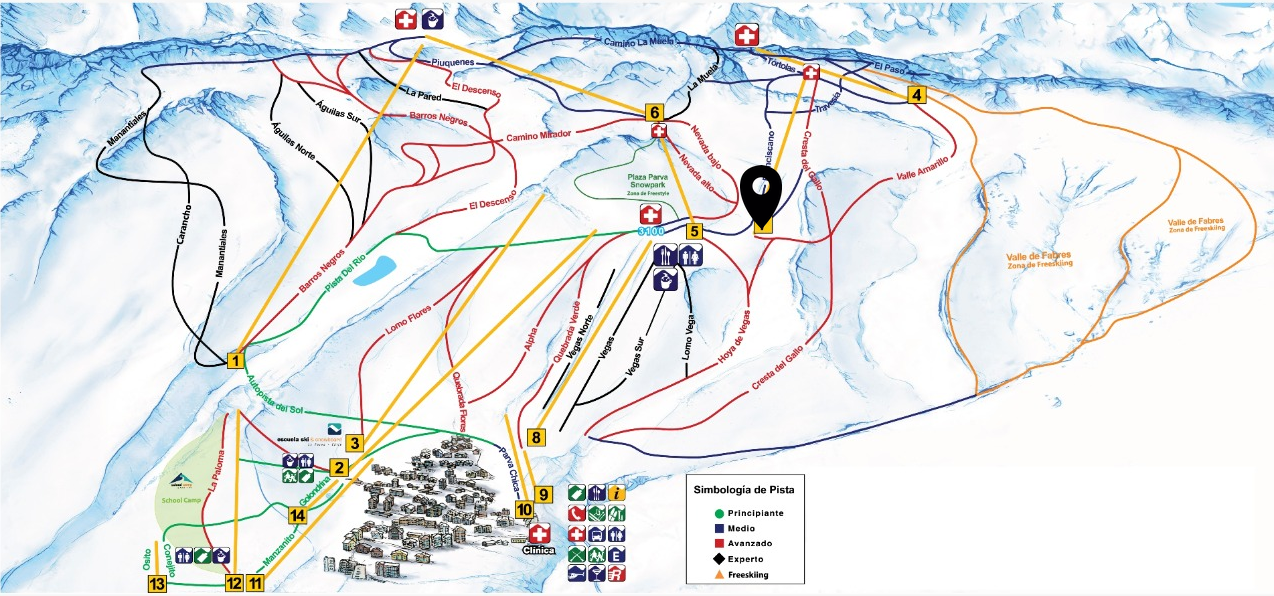 Camino La Muela
Piuquenes
Tórtolas
El Paso
La Muela
El Descenso
La Pared
4
Travesía
Águilas Sur
Barros Negros
6
Manantiales
Águilas Norte
Camino Mirador
Nevada bajo
Nevada alto
Cresta del Gallo
Valle Amarillo
Plaza Parva
Snowpark
Zona de Freestyle
El Descenso
Carancho
Manantiales
3100
5
Valle de Fabres
Zona de Freeskiing
Valle de Fabres
Zona de Freeskiing
Barros Negros
Pista Del Rio
Lomo Flores
Alpha
Quebrada Verde
Vegas Norte
Vegas
Vegas Sur
Lomo Vega
Hoya de Vegas
Cresta del Gallo
1
Autopista del Sol
Quebrada Flores
escuela ski
3
8
2
La Paloma
School Camp
Golondrina
Parva Chica
9
10
14
Clínica
Manzanito
Osito
Conejito
13
12
11
i
E
R
Simbología de Pista
Principiante
Medio
Avanzado
Experto
Freeskiing